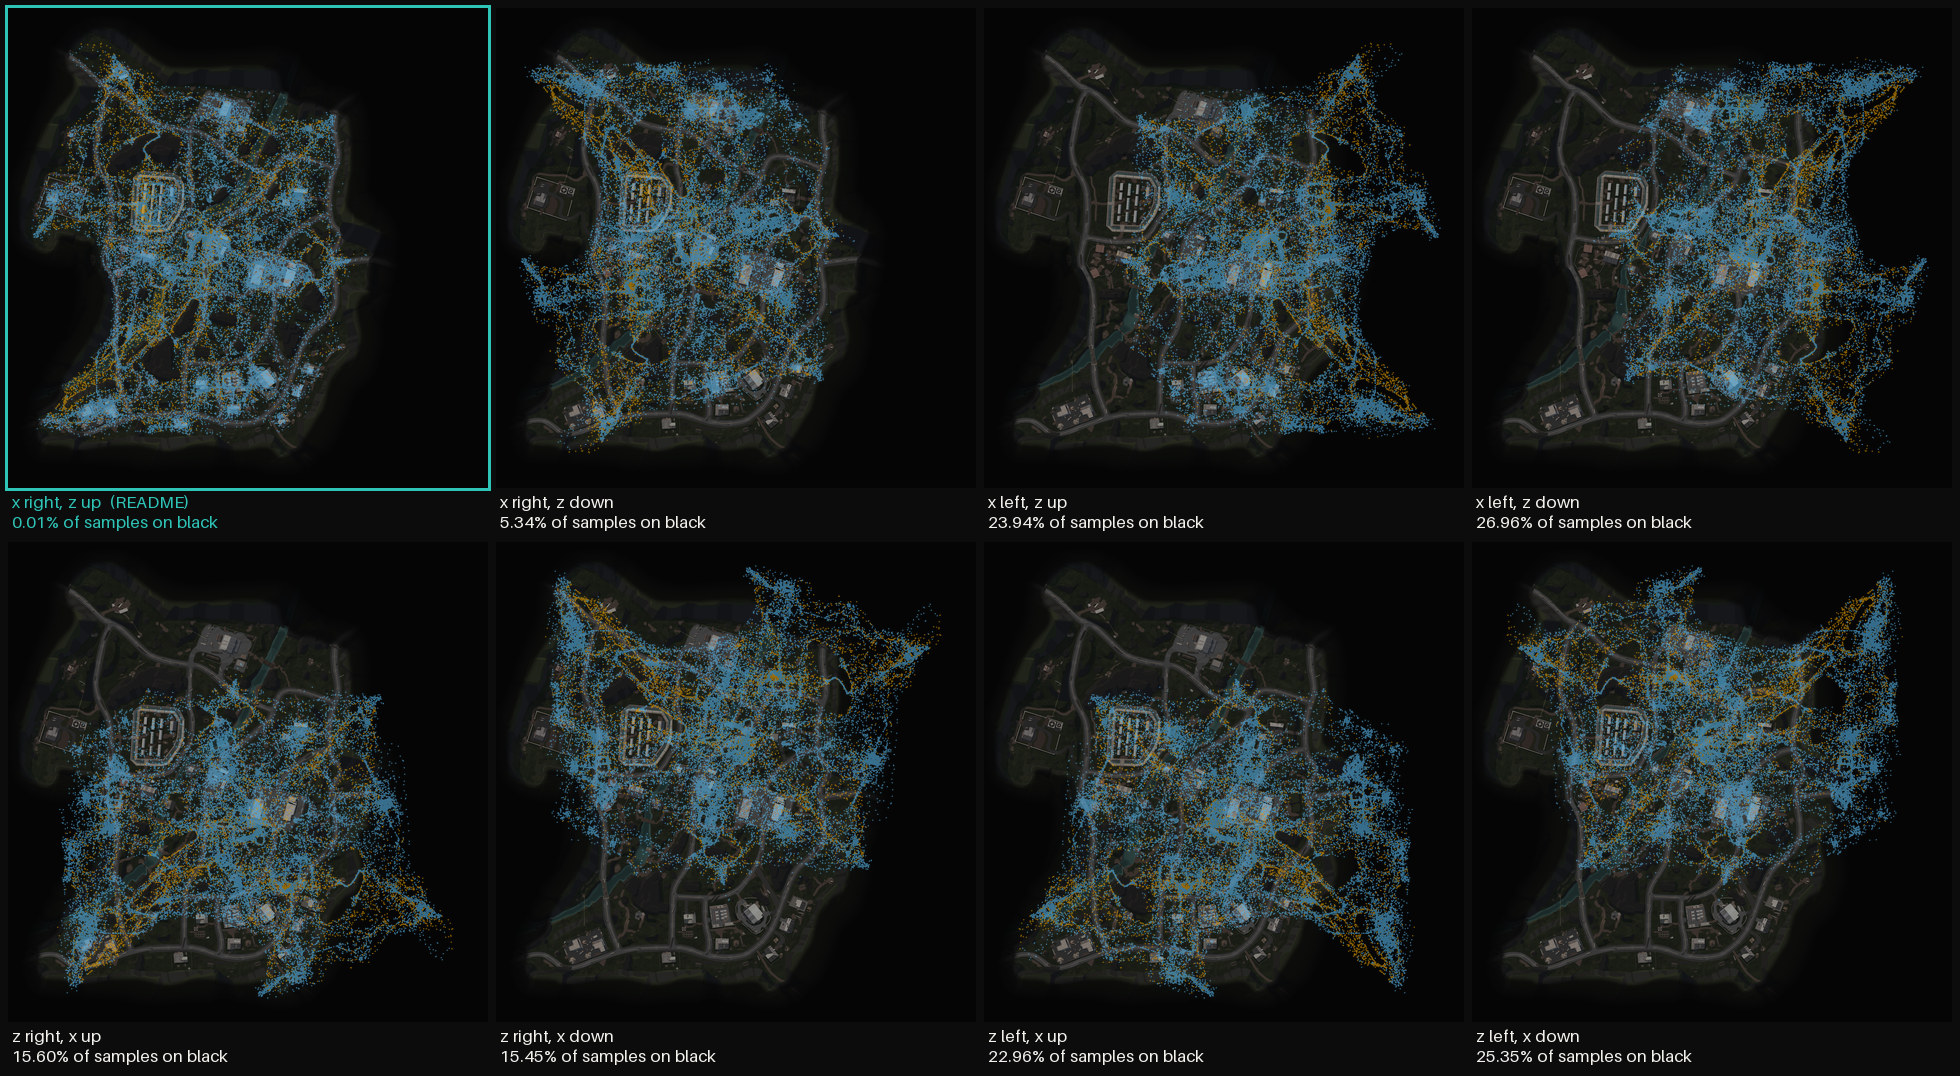 x right, z up (README)
0.01% of samples on black
x right, z down
5.34% of samples on black
x left, z up
23.94% of samples on black
x left, z down
26.96% of samples on black
z right, x up
15.60% of samples on black
z right, x down
15.45% of samples on black
z left, x up
22.96% of samples on black
z left, x down
25.35% of samples on black